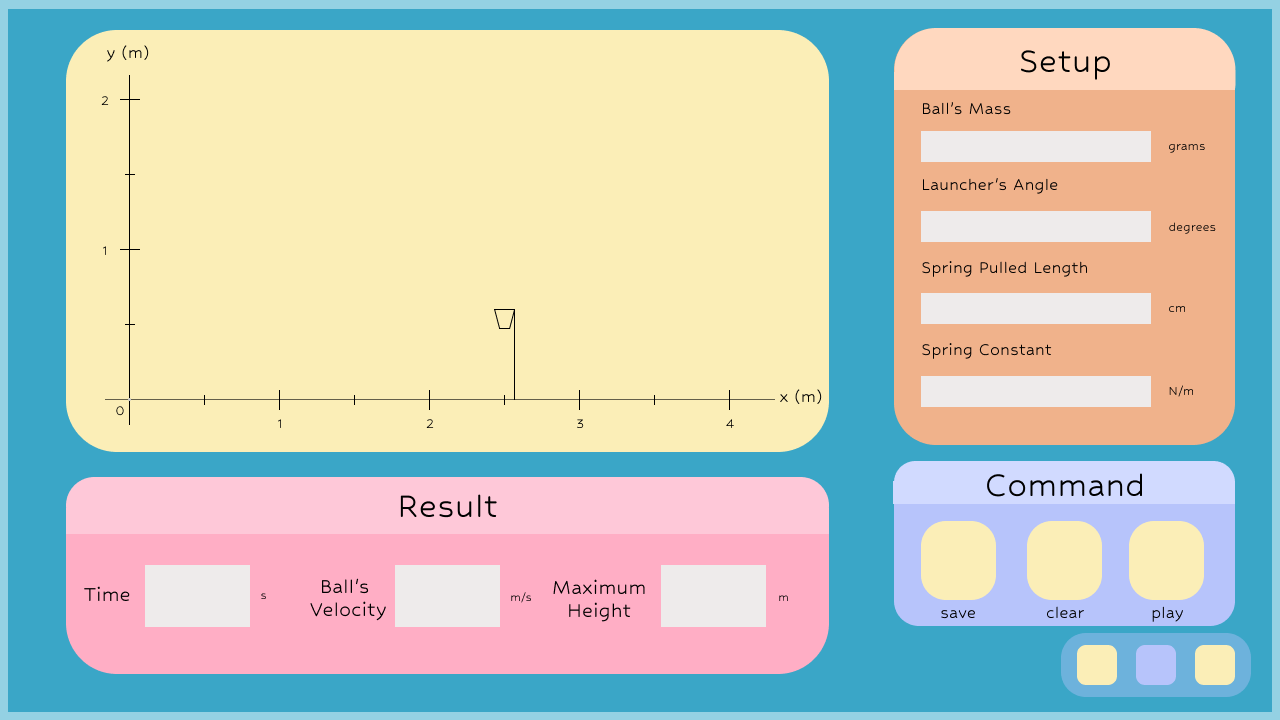 y (m)
2
1
0
1
2
3
4
x (m)
Setup
Ball's Mass
grams
Launcher's Angle
degrees
Spring Pulled Length
cm
Spring Constant
N/m
Result
Time
s
Ball's
Velocity
m/s
Maximum
Height
m
Command
save
clear
play